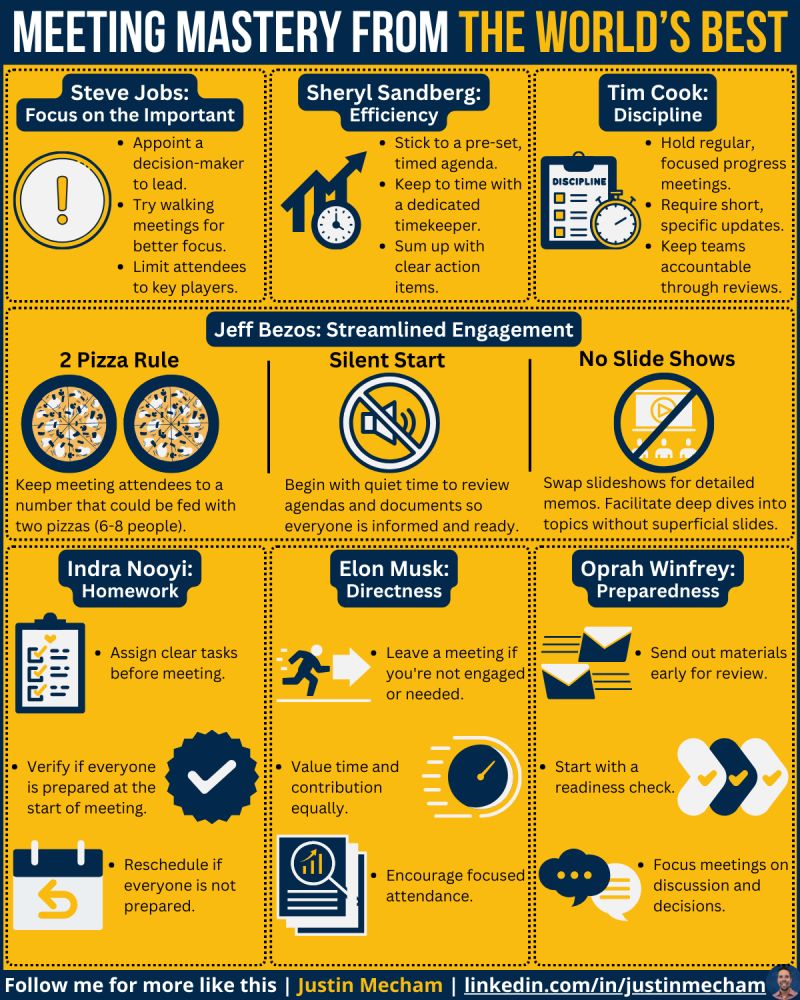 MEETING MASTERY FROM THE WORLD'S BEST
Steve Jobs:
Focus on the Important
• Appoint a
decision-maker
to lead.
• Try walking
meetings for
better focus.
• Limit attendees
to key players.
Sheryl Sandberg:
Efficiency
• Stick to a pre-set,
timed agenda.
• Keep to time with
a dedicated
timekeeper.
• Sum up with
clear action
items.
Tim Cook:
Discipline
DISCIPLINE
• Hold regular,
focused progress
meetings.
• Require short,
specific updates.
• Keep teams
accountable
through reviews.
Jeff Bezos: Streamlined Engagement
2 Pizza Rule
Keep meeting attendees to a
number that could be fed with
two pizzas (6-8 people).
Silent Start
Begin with quiet time to review
agendas and documents so
everyone is informed and ready.
No Slide Shows
Swap slideshows for detailed
memos. Facilitate deep dives into
topics without superficial slides.
Indra Nooyi:
Homework
• Assign clear tasks
before meeting.
• Verify if everyone
is prepared at the
start of meeting.
• Reschedule if
everyone is not
prepared.
Elon Musk:
Directness
• Leave a meeting if
you're not engaged
or needed.
• Value time and
contribution
equally.
• Encourage focused
attendance.
Oprah Winfrey:
Preparedness
• Send out materials
early for review.
• Start with a
readiness check.
• Focus meetings on
discussion and
decisions.
Follow me for more like this | Justin Mecham | linkedin.com/in/justinmecham